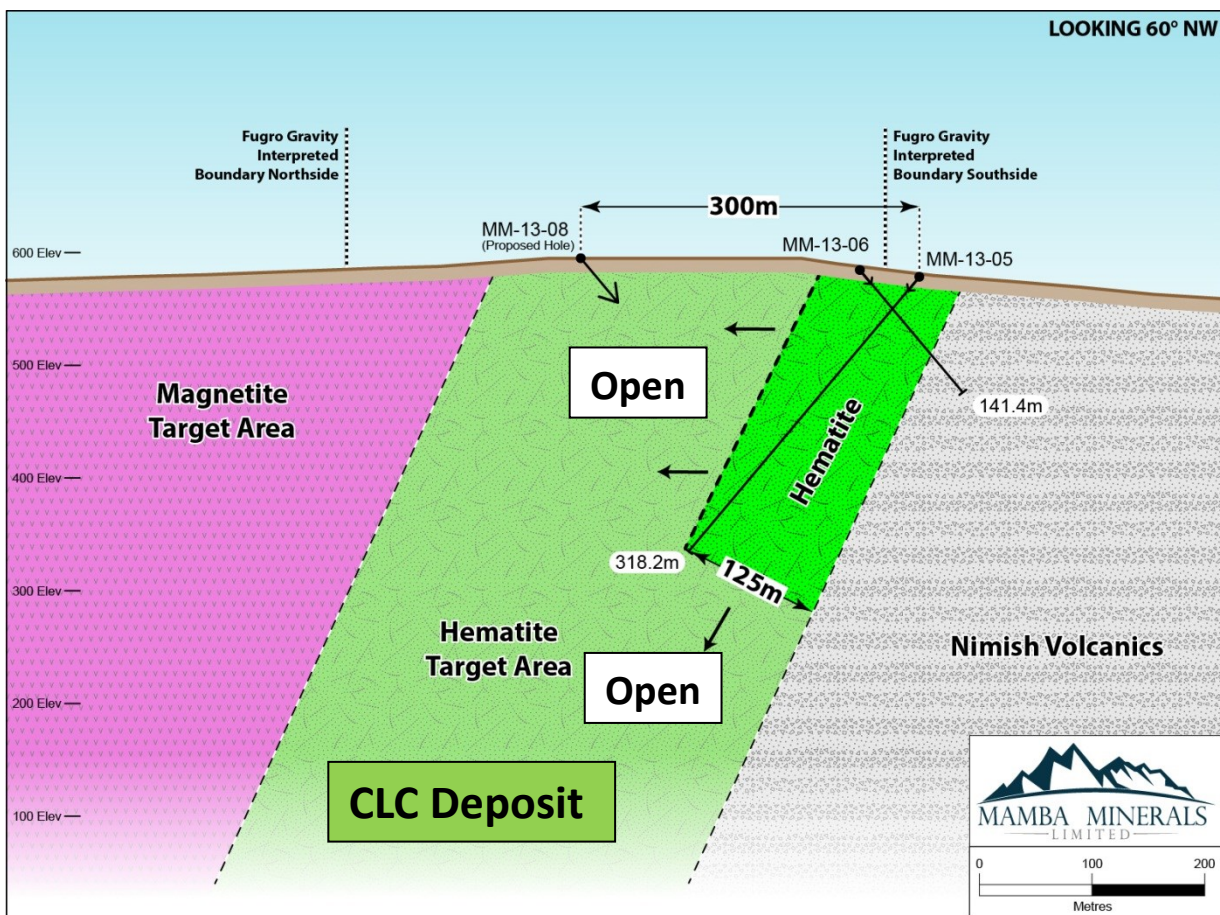 LOOKING 60° NW
Fugro Gravity
Interpreted
Boundary Northside
Fugro Gravity
Interpreted
Boundary Southside
300m
MM-13-08
(Proposed Hole)
MM-13-06
MM-13-05
600 Elev
500 Elev
400 Elev
300 Elev
200 Elev
100 Elev
Magnetite
Target Area
Open
Hematite
141.4m
318.2m
125m
Hematite
Target Area
Open
Nimish Volcanics
CLC Deposit
MAMBA MINERALS
LIMITED
0 100 200
Metres